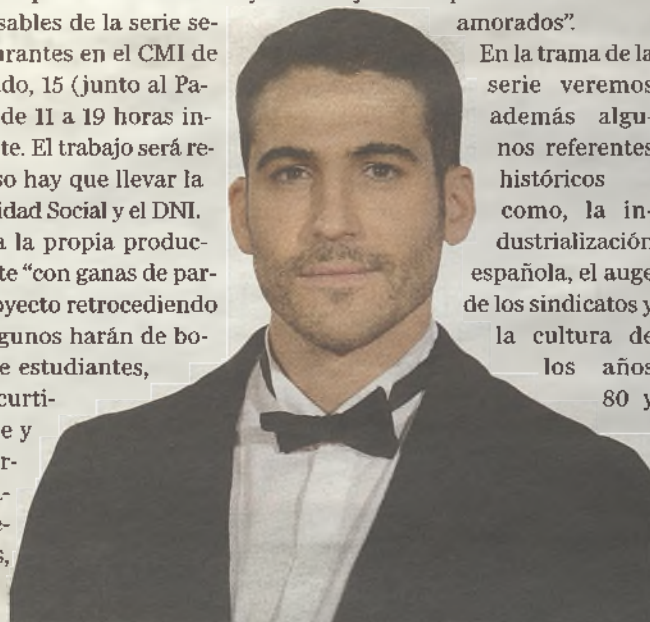 sables de la serie se-
urantes en el CMI de
do, 15 (junto al Pa-
de 11 a 19 horas in-
te. El trabajo será re-
so hay que llevar la
idad Social y el DNI.
a la propia produc-
te “con ganas de par-
oyecto retrocediendo
gunos harán de bo-
e estudiantes,
curti-
e y
r-
e-
s,
amorados”.
En la trama de la
serie veremos
además algu-
nos referentes
históricos
como, la in-
dustrialización
española, el auge
de los sindicatos y
la cultura de
los años
80 y